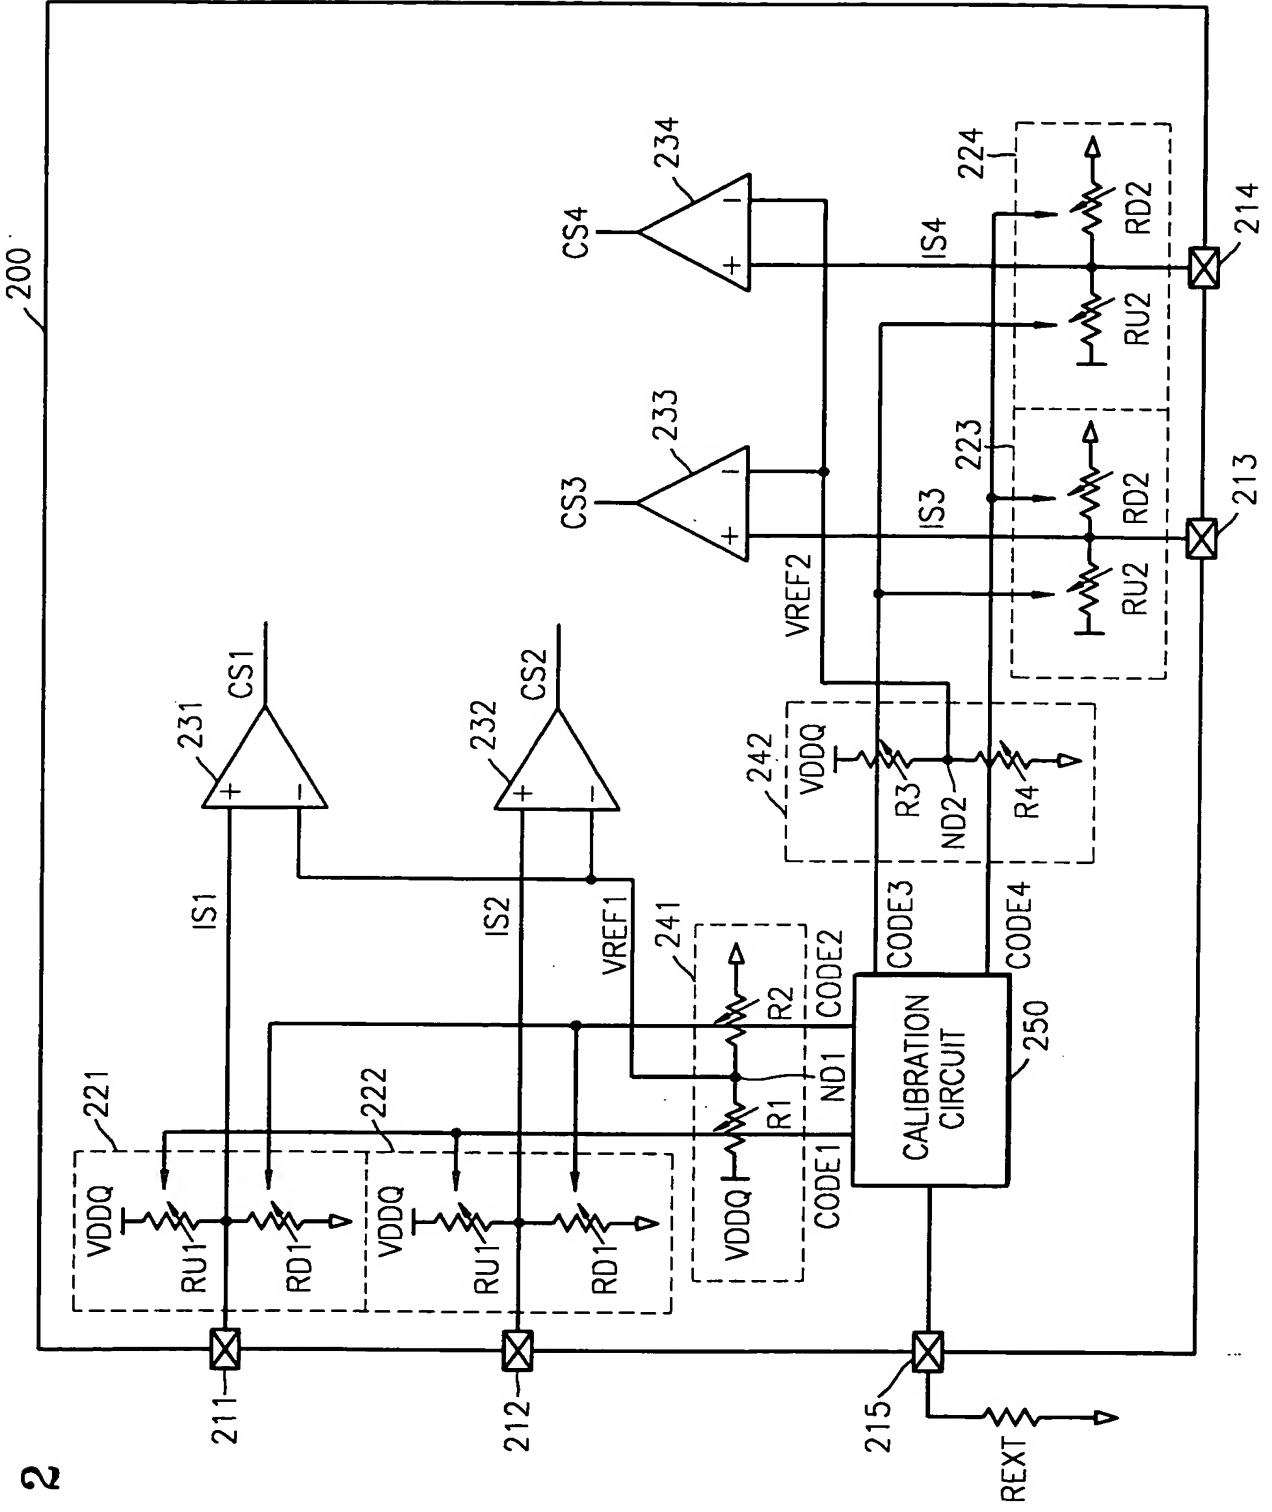 2
200
221
VDDQ
RU1
RD1
211
IS1
231
+
−
CS1
222
VDDQ
RU1
RD1
212
IS2
232
+
−
CS2
VREF1
241
VDDQ
R1
R2
ND1
CODE1
CODE2
CALIBRATION
CIRCUIT
250
215
REXT
CODE3
CODE4
242
VDDQ
R3
ND2
R4
VREF2
CS3
233
+
−
IS3
223
RU2
RD2
213
CS4
234
+
−
IS4
224
RU2
RD2
214